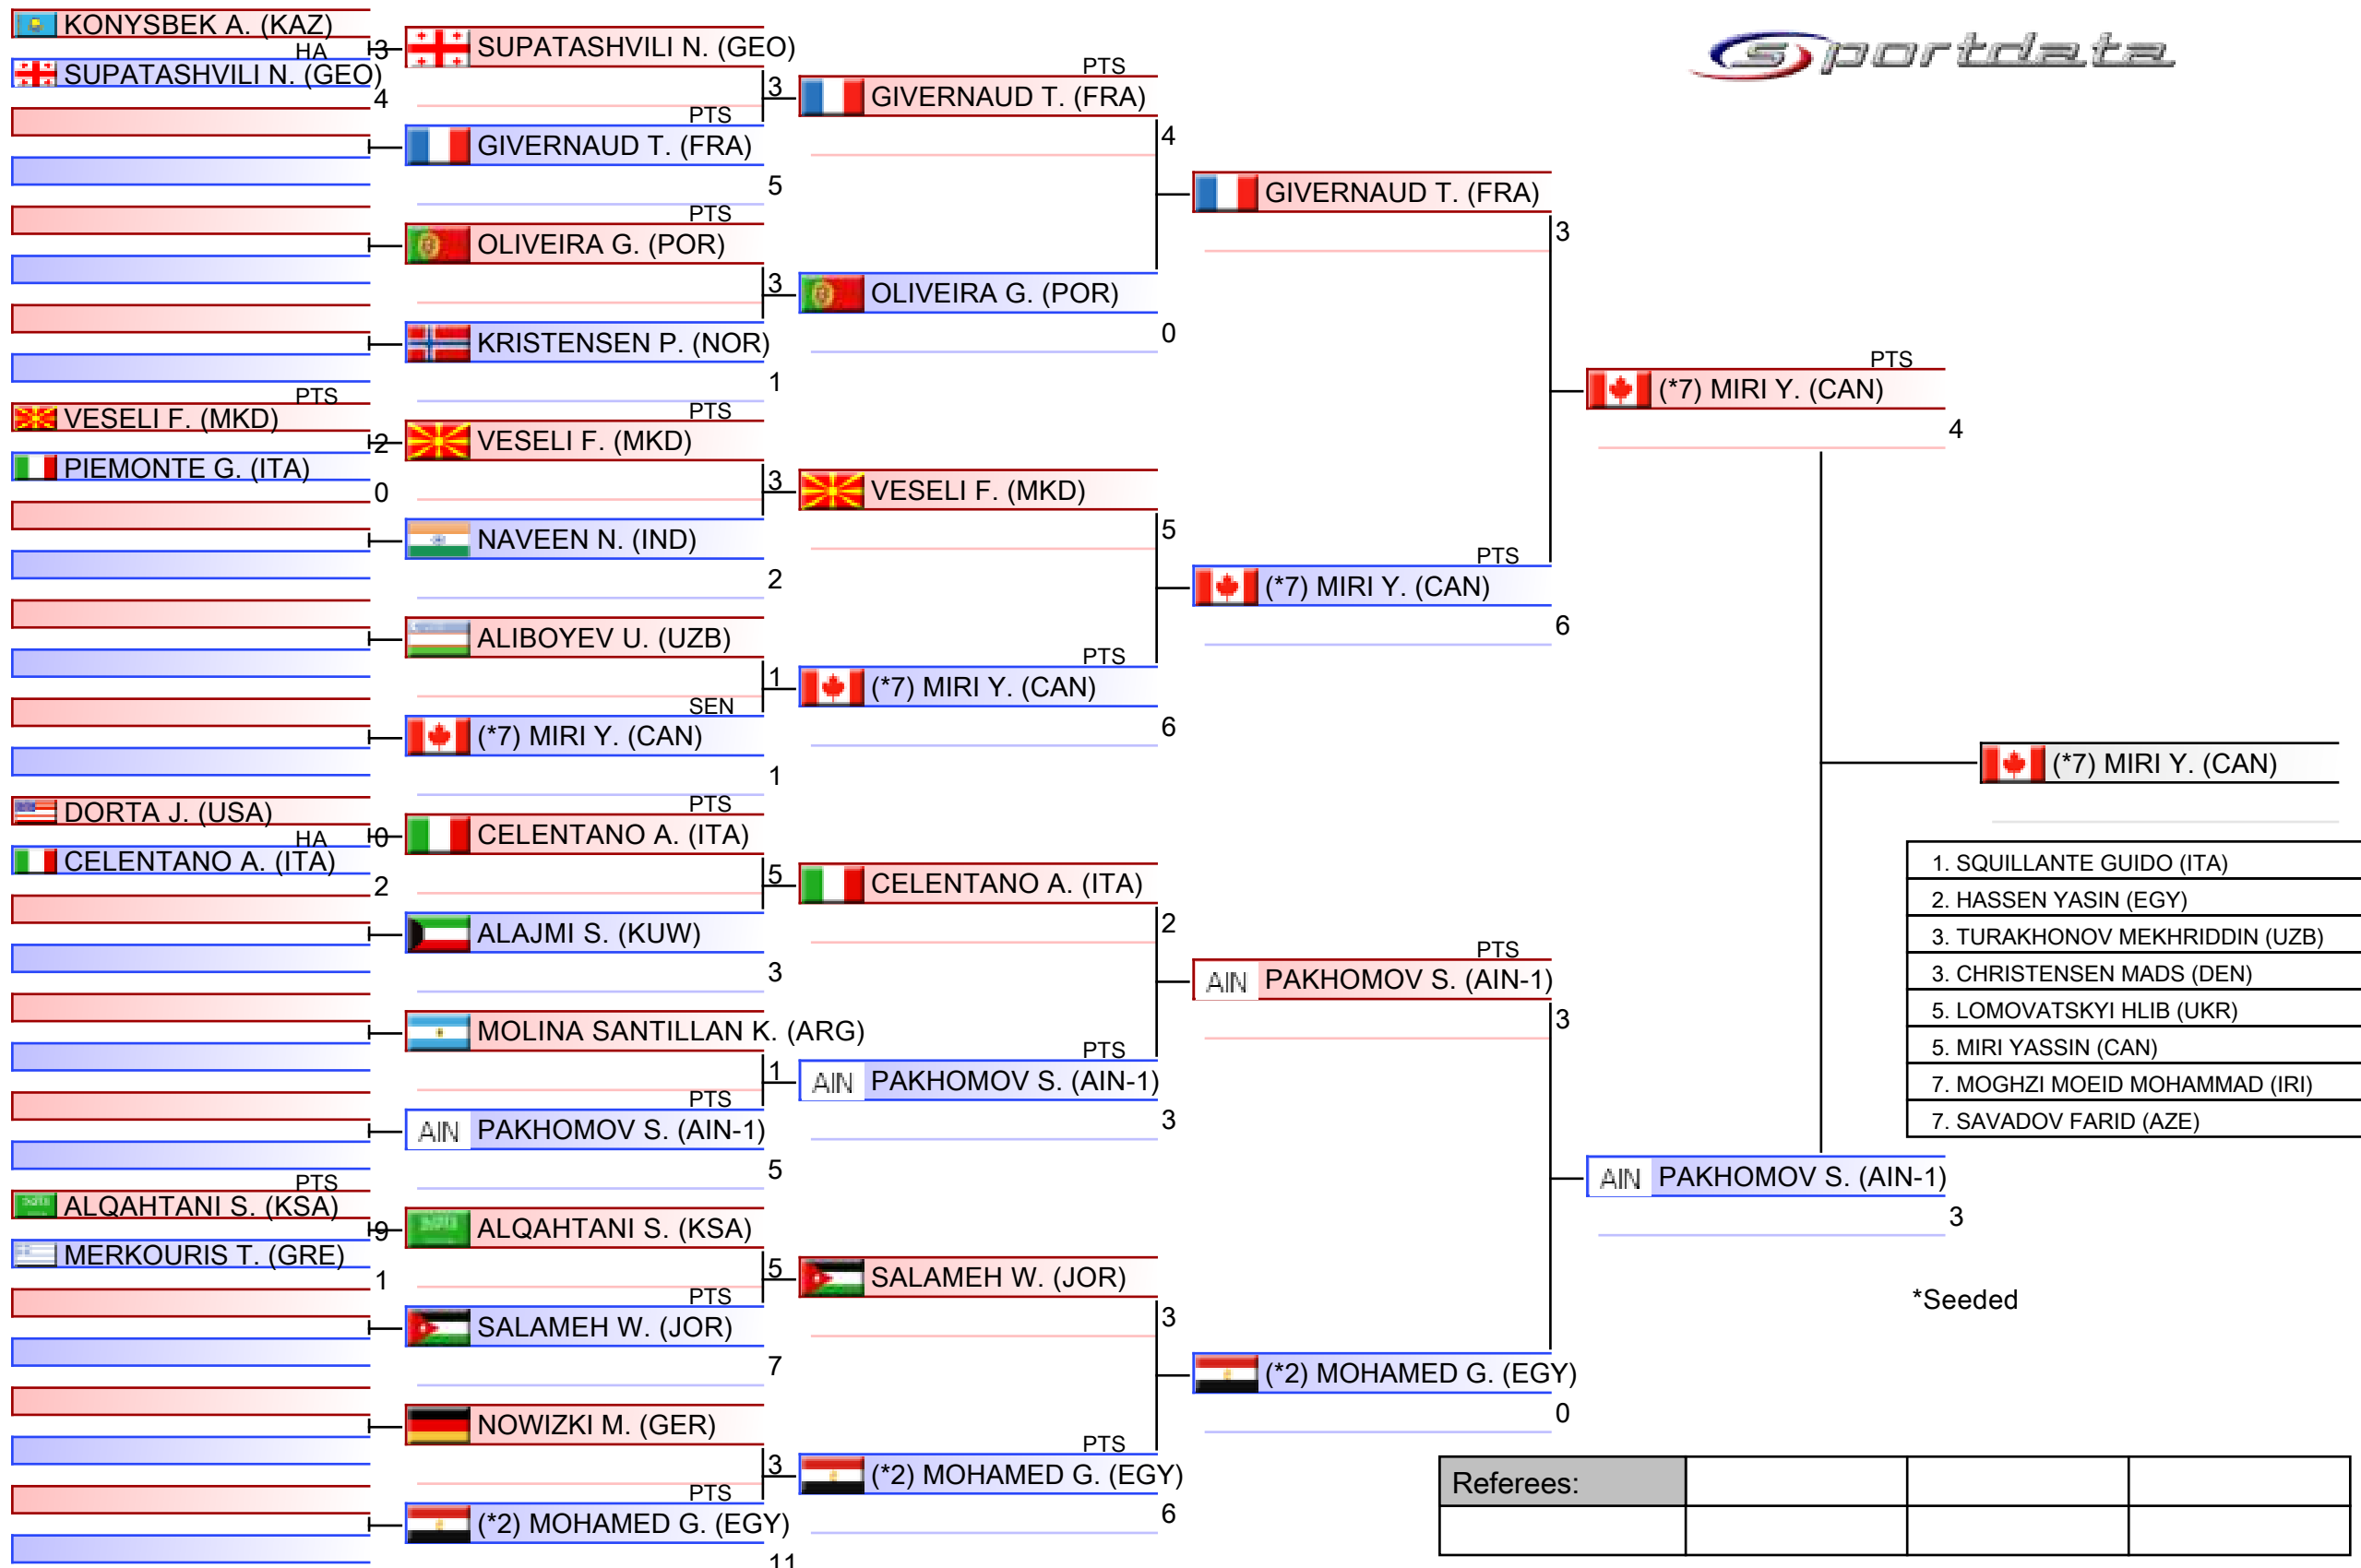 sportdata
KONYSBEK A. (KAZ)
HA
3
SUPATASHVILI N. (GEO)
4
PTS
VESELI F. (MKD)
2
PIEMONTE G. (ITA)
0
DORTA J. (USA)
HA
0
CELENTANO A. (ITA)
2
PTS
ALQAHTANI S. (KSA)
9
MERKOURIS T. (GRE)
1
SUPATASHVILI N. (GEO)
3
PTS
GIVERNAUD T. (FRA)
5
PTS
OLIVEIRA G. (POR)
3
KRISTENSEN P. (NOR)
1
PTS
VESELI F. (MKD)
3
NAVEEN N. (IND)
2
ALIBOYEV U. (UZB)
1
SEN
(*7) MIRI Y. (CAN)
1
PTS
CELENTANO A. (ITA)
5
ALAJMI S. (KUW)
3
MOLINA SANTILLAN K. (ARG)
1
PTS
AIN PAKHOMOV S. (AIN-1)
5
ALQAHTANI S. (KSA)
5
PTS
SALAMEH W. (JOR)
7
NOWIZKI M. (GER)
3
PTS
(*2) MOHAMED G. (EGY)
11
PTS
GIVERNAUD T. (FRA)
4
OLIVEIRA G. (POR)
0
VESELI F. (MKD)
5
PTS
(*7) MIRI Y. (CAN)
6
CELENTANO A. (ITA)
2
PTS
AIN PAKHOMOV S. (AIN-1)
3
SALAMEH W. (JOR)
3
PTS
(*2) MOHAMED G. (EGY)
6
GIVERNAUD T. (FRA)
3
PTS
(*7) MIRI Y. (CAN)
6
PTS
AIN PAKHOMOV S. (AIN-1)
3
(*2) MOHAMED G. (EGY)
0
PTS
(*7) MIRI Y. (CAN)
4
AIN PAKHOMOV S. (AIN-1)
3
(*7) MIRI Y. (CAN)
1. SQUILLANTE GUIDO (ITA)
2. HASSEN YASIN (EGY)
3. TURAKHONOV MEKHRIDDIN (UZB)
3. CHRISTENSEN MADS (DEN)
5. LOMOVATSKYI HLIB (UKR)
5. MIRI YASSIN (CAN)
7. MOGHZI MOEID MOHAMMAD (IRI)
7. SAVADOV FARID (AZE)
*Seeded
Referees: